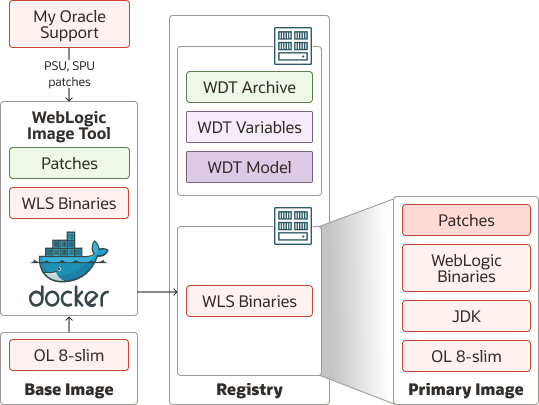 My Oracle
Support
PSU, SPU
patches
WebLogic
Image Tool
Patches
WLS Binaries
docker
OL 8-slim
Base Image
WDT Archive
WDT Variables
WDT Model
WLS Binaries
Registry
Patches
WebLogic
Binaries
JDK
OL 8-slim
Primary Image